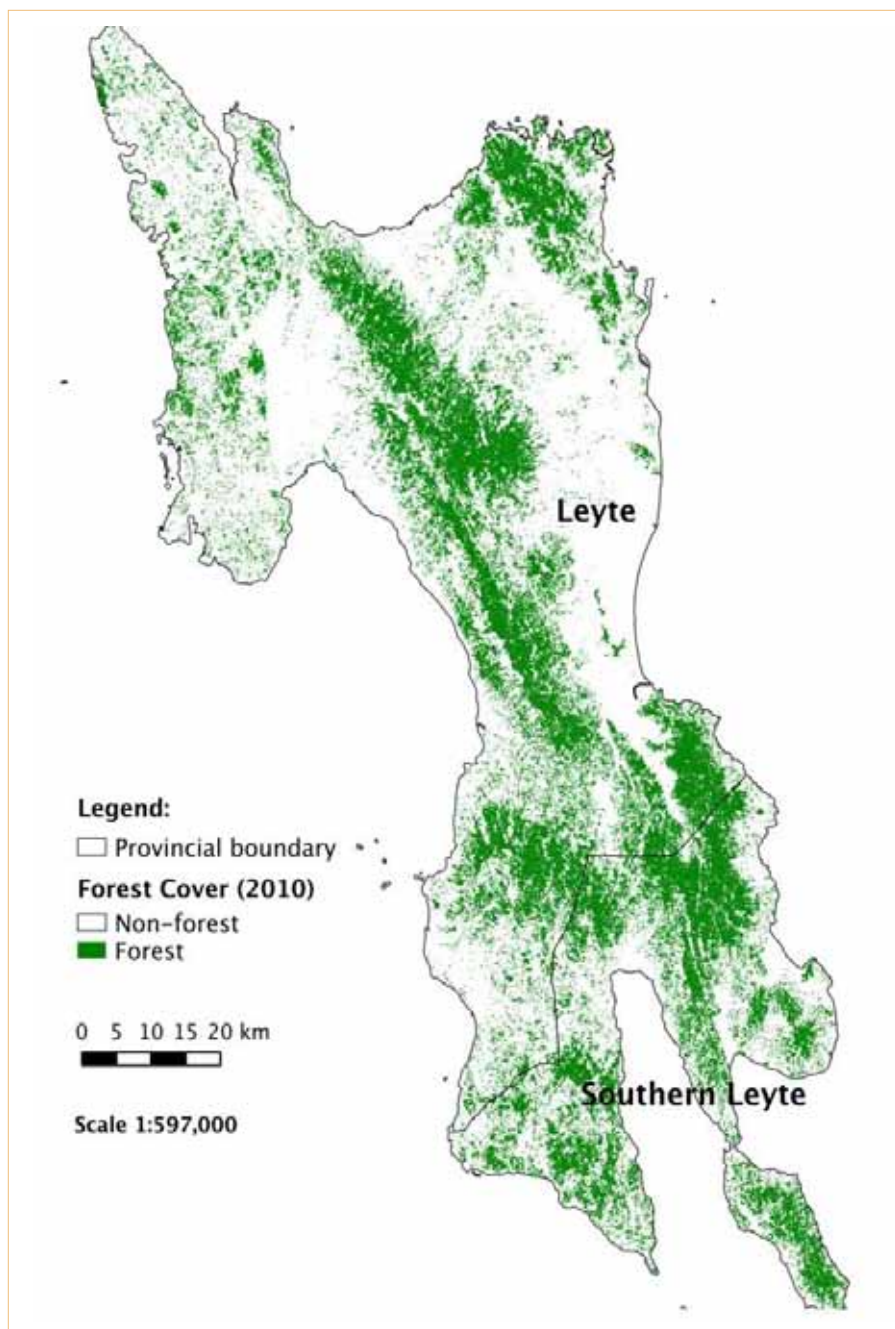 Leyte
Legend:
Provincial boundary
Forest Cover (2010)
Non-forest
Forest
0 5 10 15 20 km
Southern Leyte
Scale 1:597,000